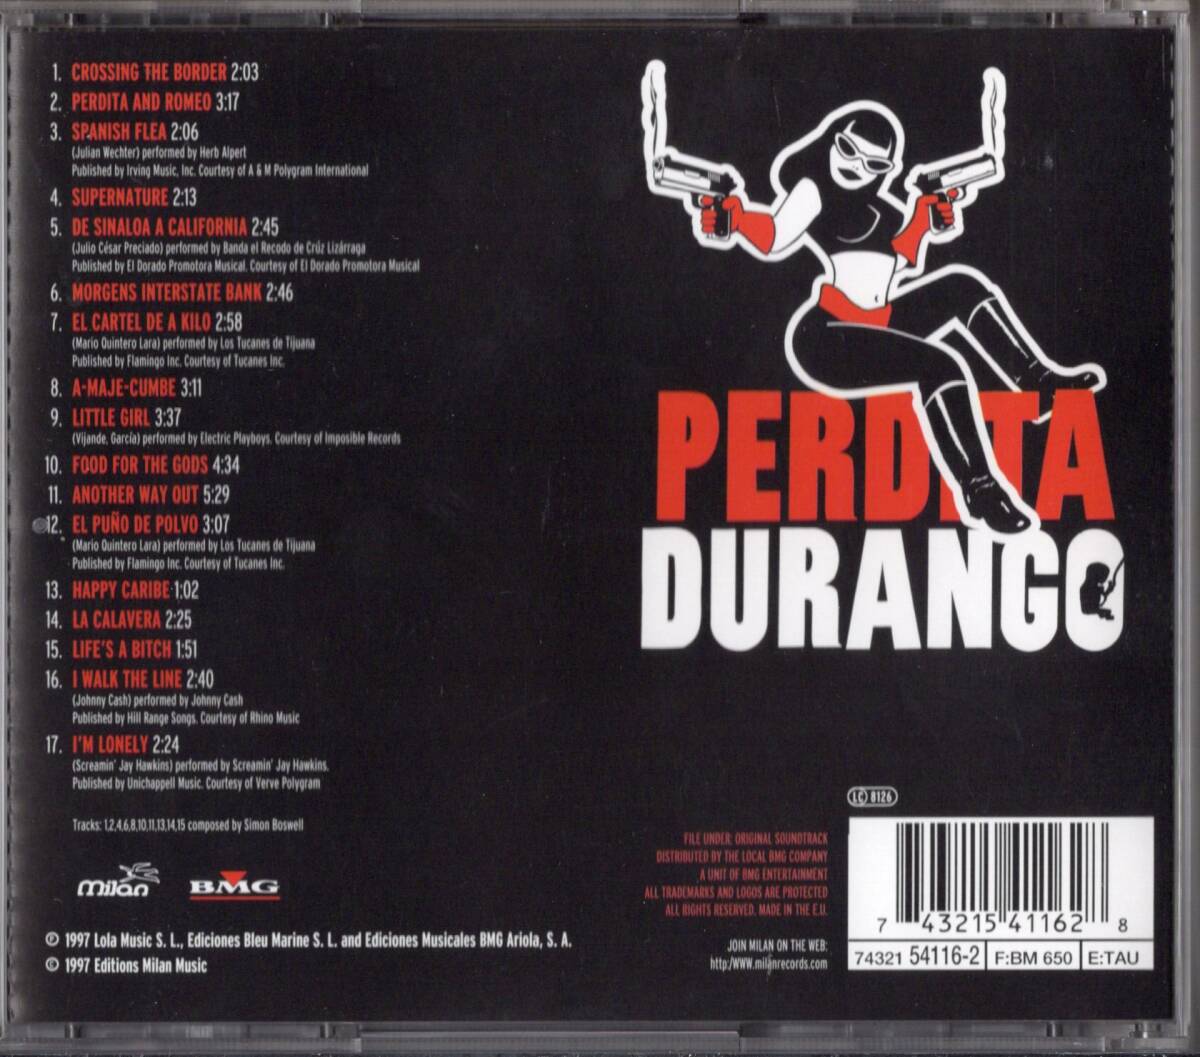 1. CROSSING THE BORDER 2:03
2. PERDITA AND ROMEO 3:17
3. SPANISH FLEA 2:06
(Julian Wechter) performed by Herb Alpert
Published by Irving Music, Inc. Courtesy of A & M Polygram International
4. SUPERNATURE 2:13
5. DE SINALOA A CALIFORNIA 2:45
(Julio César Preciado) performed by Banda el Recodo de Crúz Lizárraga
Published by El Dorado Promotora Musical. Courtesy of El Dorado Promotora Musical
6. MORGENS INTERSTATE BANK 2:46
7. EL CARTEL DE A KILO 2:58
(Mario Quintero Lara) performed by Los Tucanes de Tijuana
Published by Flamingo Inc. Courtesy of Tucanes Inc.
8. A-MAJE-CUMBE 3:11
9. LITTLE GIRL 3:37
(Vijande, García) performed by Electric Playboys. Courtesy of Imposible Records
10. FOOD FOR THE GODS 4:34
11. ANOTHER WAY OUT 5:29
12. EL PUÑO DE POLVO 3:07
(Mario Quintero Lara) performed by Los Tucanes de Tijuana
Published by Flamingo Inc. Courtesy of Tucanes Inc.
13. HAPPY CARIBE 1:02
14. LA CALAVERA 2:25
15. LIFE'S A BITCH 1:51
16. I WALK THE LINE 2:40
(Johnny Cash) performed by Johnny Cash
Published by Hill Range Songs. Courtesy of Rhino Music
17. I'M LONELY 2:24
(Screamin' Jay Hawkins) performed by Screamin' Jay Hawkins.
Published by Unichappell Music. Courtesy of Verve Polygram
Tracks: 1,2,4,6,8,10,11,13,14,15 composed by Simon Boswell
milan
BMG
℗ 1997 Lola Music S. L., Ediciones Bleu Marine S. L. and Ediciones Musicales BMG Ariola, S. A.
© 1997 Editions Milan Music
PERDITA
DURANGO
LC 8126
FILE UNDER: ORIGINAL SOUNDTRACK
DISTRIBUTED BY THE LOCAL BMG COMPANY
A UNIT OF BMG ENTERTAINMENT
ALL TRADEMARKS AND LOGOS ARE PROTECTED
ALL RIGHTS RESERVED. MADE IN THE E.U.
JOIN MILAN ON THE WEB:
http:/WWW.milanrecords.com
7 43215 41162 8
74321 54116-2 F:BM 650 E:TAU